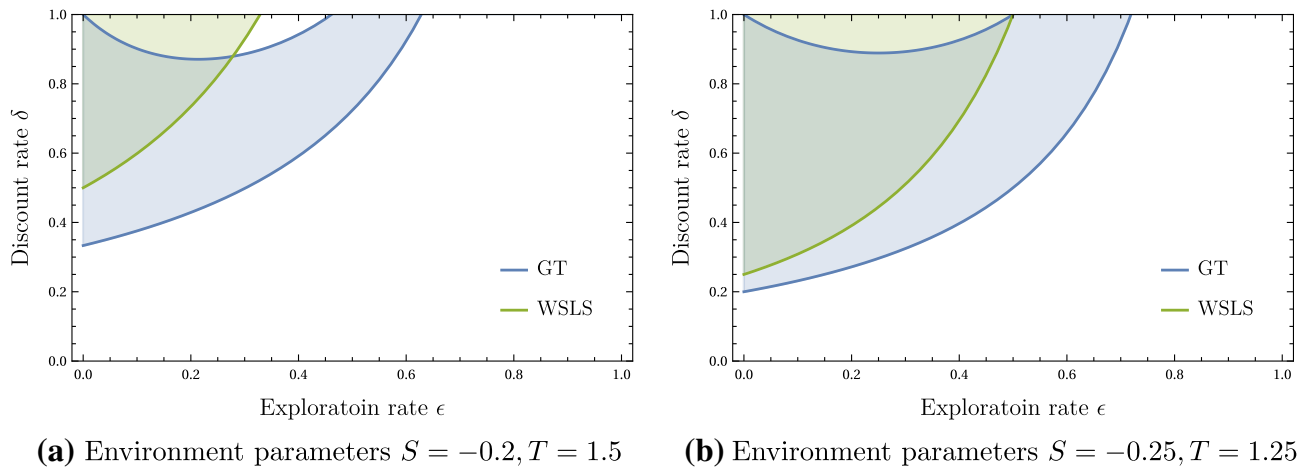 1.0
0.8
0.6
0.4
0.2
0.0
Discount rate δ
0.0 0.2 0.4 0.6 0.8 1.0
Exploratoin rate ϵ
GT
WSLS
(a) Environment parameters S = −0.2, T = 1.5
1.0
0.8
0.6
0.4
0.2
0.0
Discount rate δ
0.0 0.2 0.4 0.6 0.8 1.0
Exploratoin rate ϵ
GT
WSLS
(b) Environment parameters S = −0.25, T = 1.25